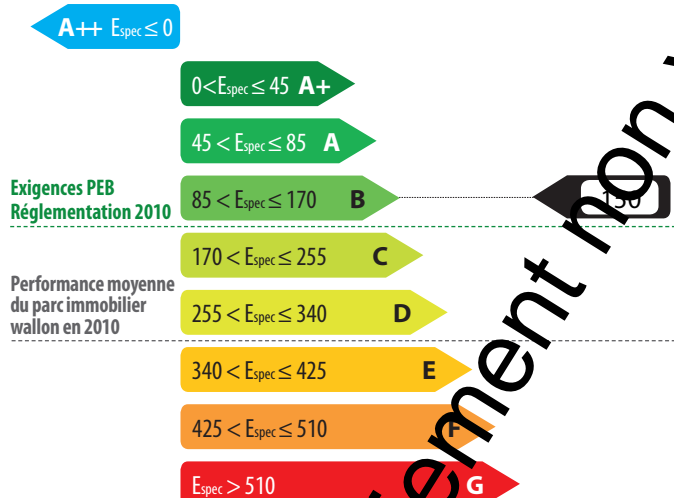 A++ Espec ≤ 0
0 < Espec ≤ 45 A+
45 < Espec ≤ 85 A
Exigences PEB
Réglementation 2010
85 < Espec ≤ 170 B
170 < Espec ≤ 255 C
Performance moyenne
du parc immobilier
wallon en 2010
255 < Espec ≤ 340 D
340 < Espec ≤ 425 E
425 < Espec ≤ 510 F
Espec > 510 G
ement non